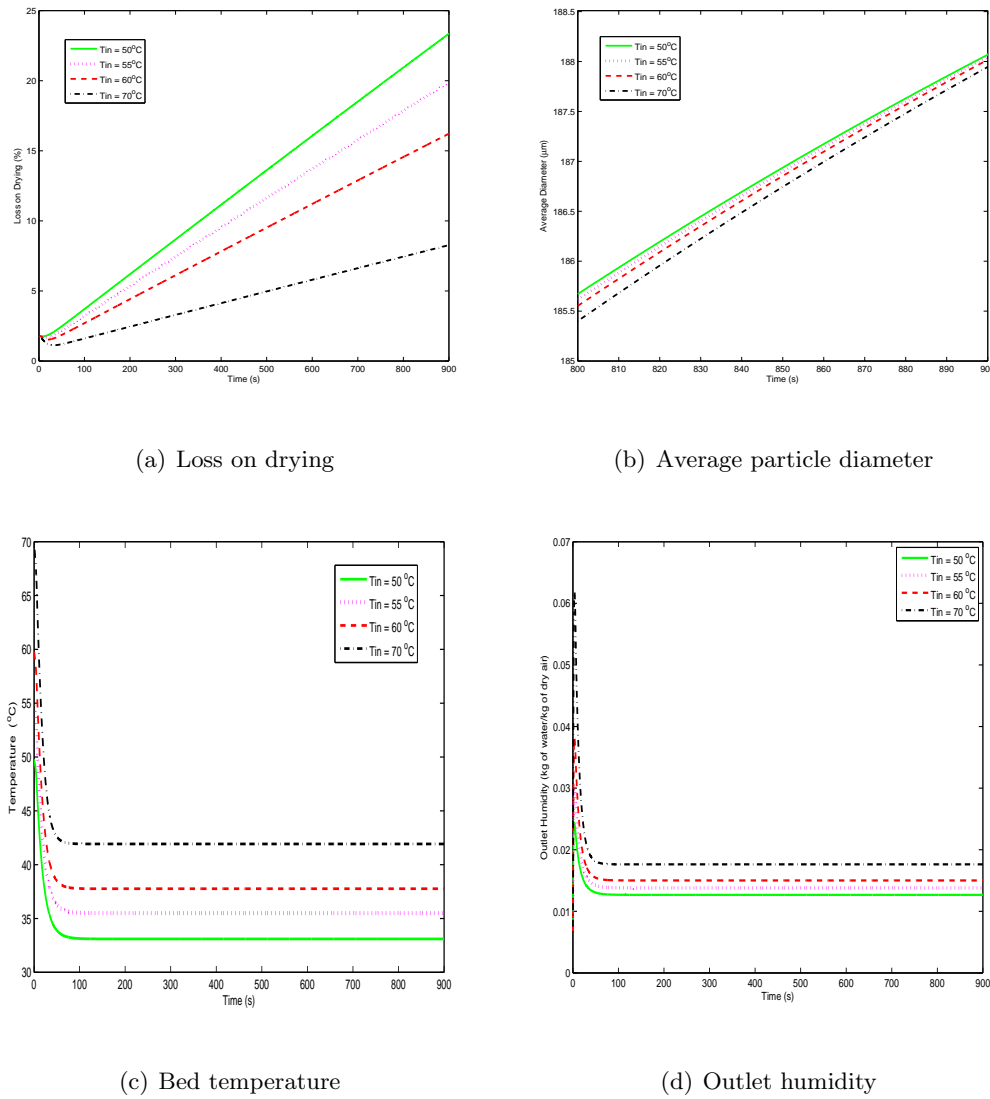 25
20
15
10
5
0
Loss on Drying (%)
Tin = 50°C
Tin = 55°C
Tin = 60°C
Tin = 70°C
0 100 200 300 400 500 600 700 800 900
Time (s)
(a) Loss on drying
188.5
188
187.5
187
186.5
186
185.5
185
Average Diameter (µm)
Tin = 50°C
Tin = 55°C
Tin = 60°C
Tin = 70°C
800 810 820 830 840 850 860 870 880 890 90
Time (s)
(b) Average particle diameter
70
65
60
55
50
45
40
35
30
Temperature (°C)
Tin = 50 °C
Tin = 55 °C
Tin = 60 °C
Tin = 70 °C
0 100 200 300 400 500 600 700 800 900
Time (s)
(c) Bed temperature
0.07
0.06
0.05
0.04
0.03
0.02
0.01
0
Outlet Humidity (kg of water/kg of dry air)
Tin = 50 °C
Tin = 55 °C
Tin = 60 °C
Tin = 70 °C
0 100 200 300 400 500 600 700 800 900
Time (s)
(d) Outlet humidity